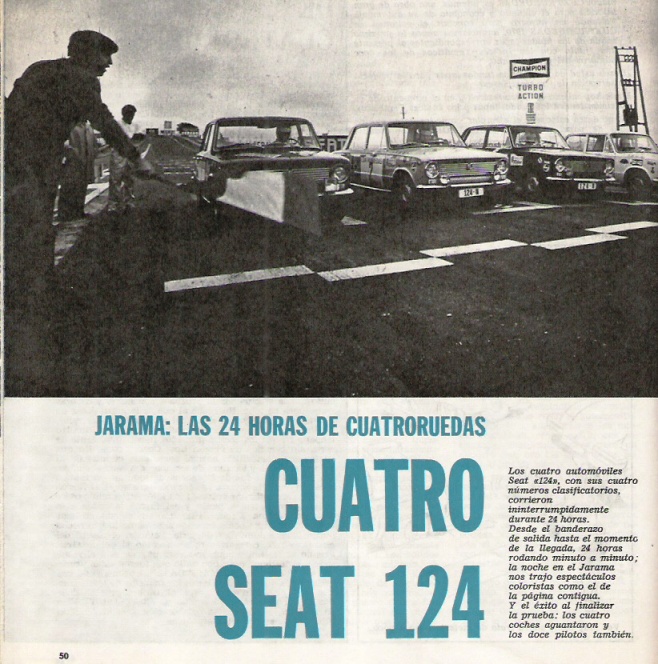 CHAMPION
TURBO
ACTION
124-B
124-B
JARAMA: LAS 24 HORAS DE CUATRORUEDAS
CUATRO
SEAT 124
Los cuatro automóviles
Seat «124», con sus cuatro
números clasificatorios,
corrieron
ininterrumpidamente
durante 24 horas.
Desde el banderazo
de salida hasta el momento
de la llegada, 24 horas
rodando minuto a minuto;
la noche en el Jarama
nos trajo espectáculos
coloristas como el de
la página contigua.
Y el éxito al finalizar
la prueba: los cuatro
coches aguantaron y
los doce pilotos también.
50